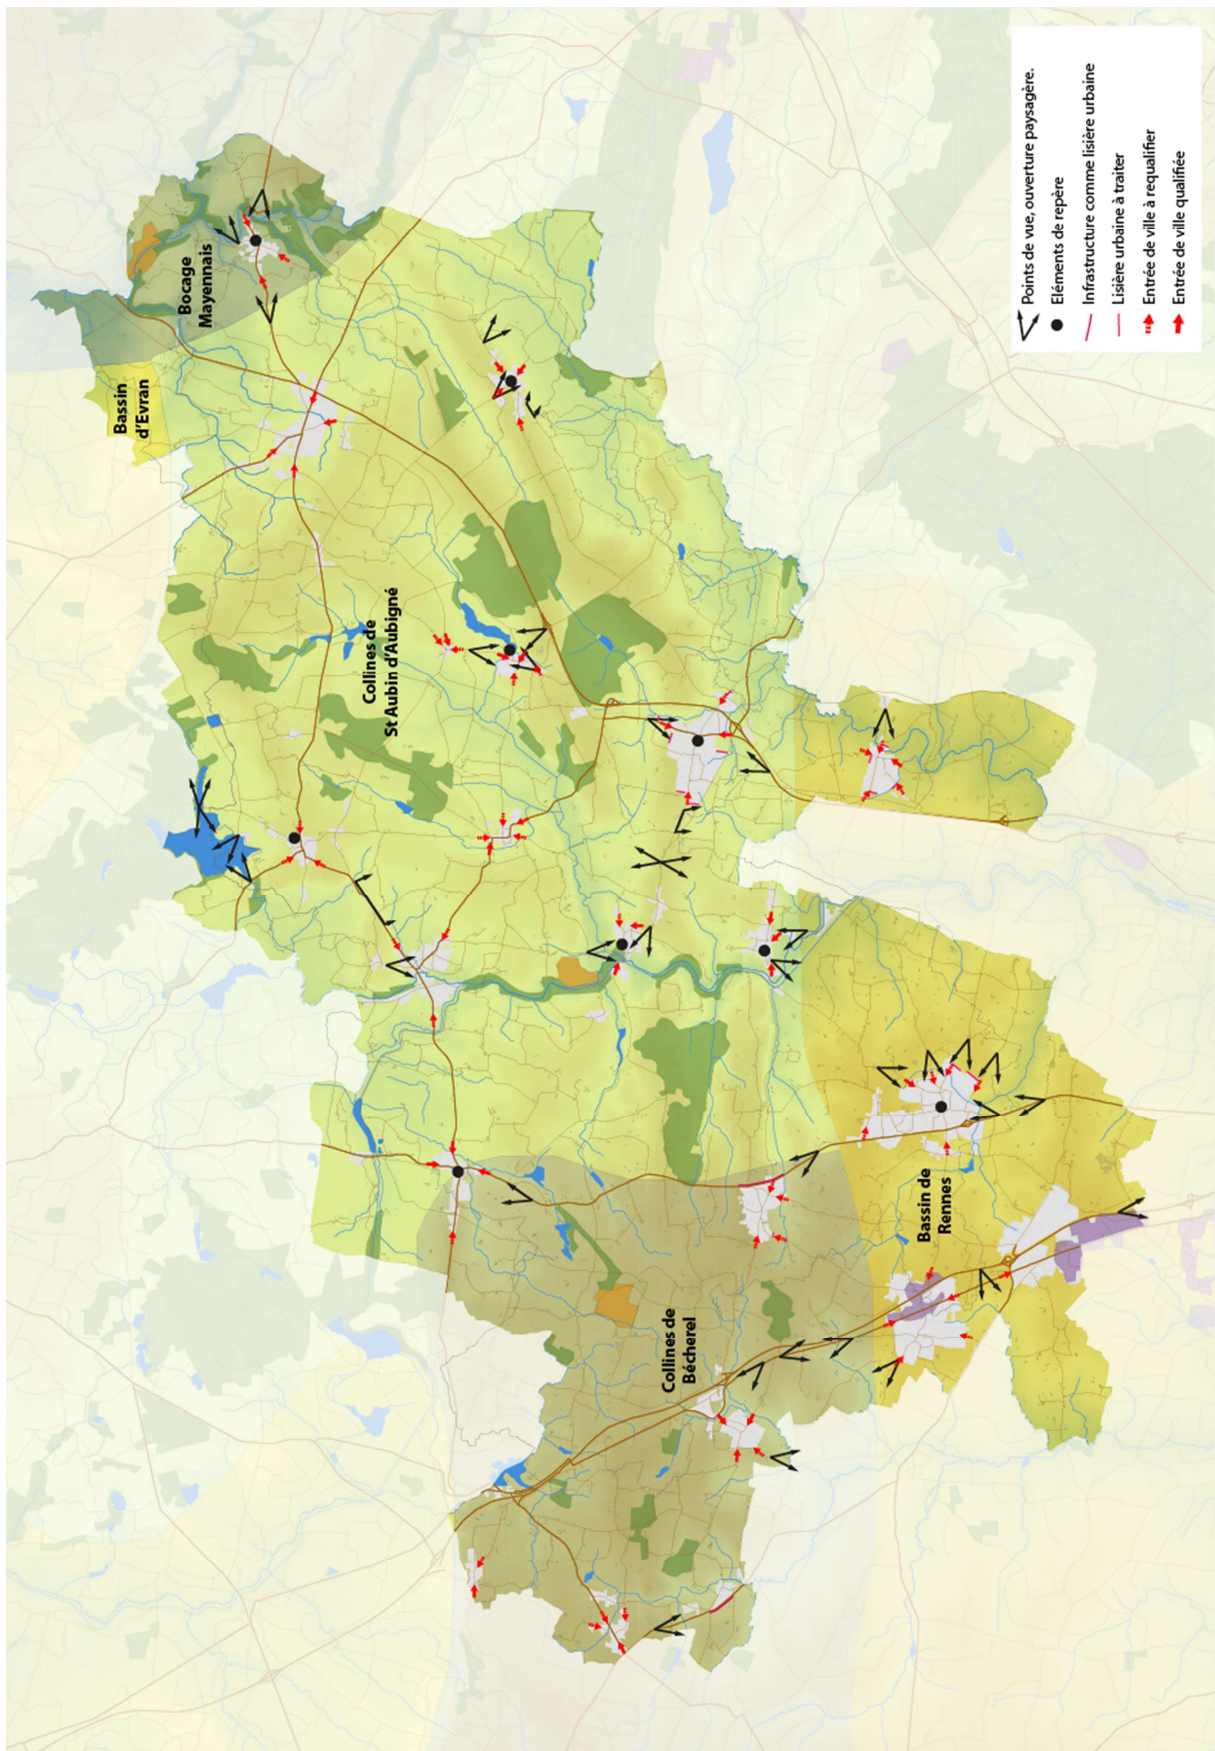 Bassin
d'Evran
Bocage
Mayennais
Collines de
St Aubin d'Aubigné
Collines de
Bécherel
Bassin de
Rennes
Points de vue, ouverture paysagère.
Eléments de repère
Infrastructure comme lisière urbaine
Lisière urbaine à traiter
Entrée de ville à requalifier
Entrée de ville qualifiée